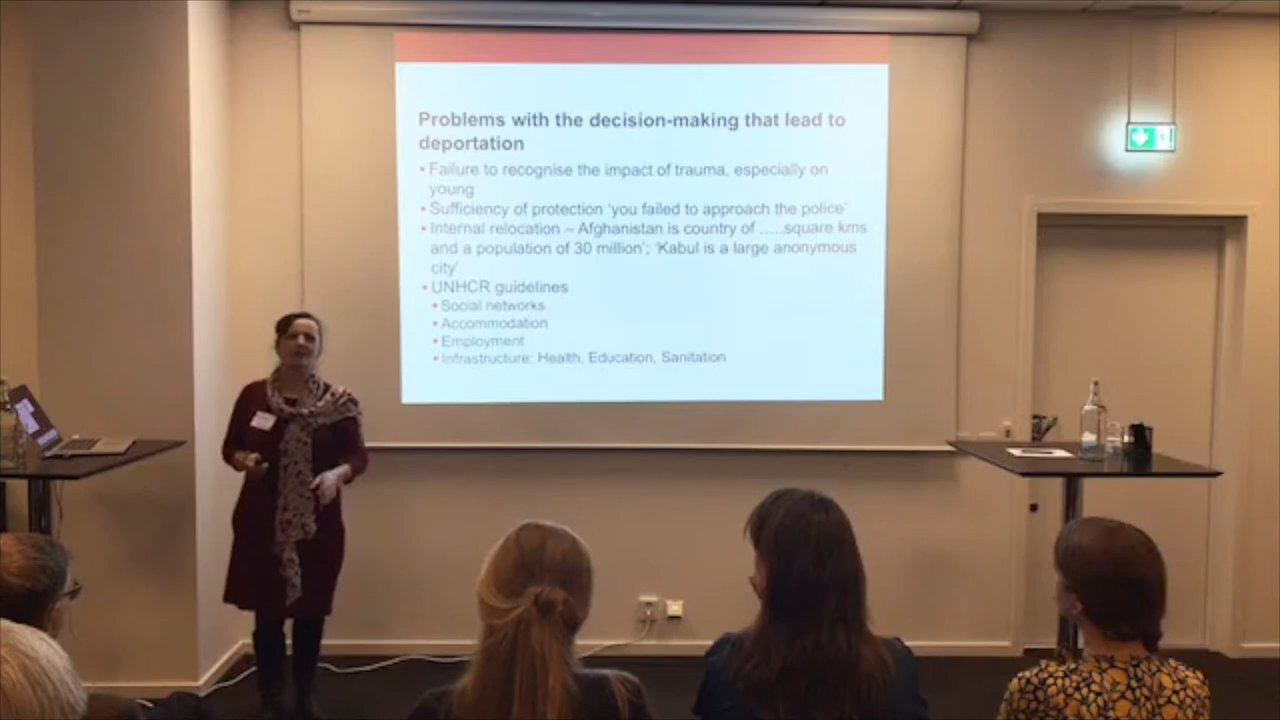 Problems with the decision-making that lead to
deportation
• Failure to recognise the impact of trauma, especially on
young
• Sufficiency of protection ‘you failed to approach the police’
• Internal relocation – Afghanistan is country of …..square kms
and a population of 30 million’; ‘Kabul is a large anonymous
city’
• UNHCR guidelines
• Social networks
• Accommodation
• Employment
• Infrastructure: Health, Education, Sanitation